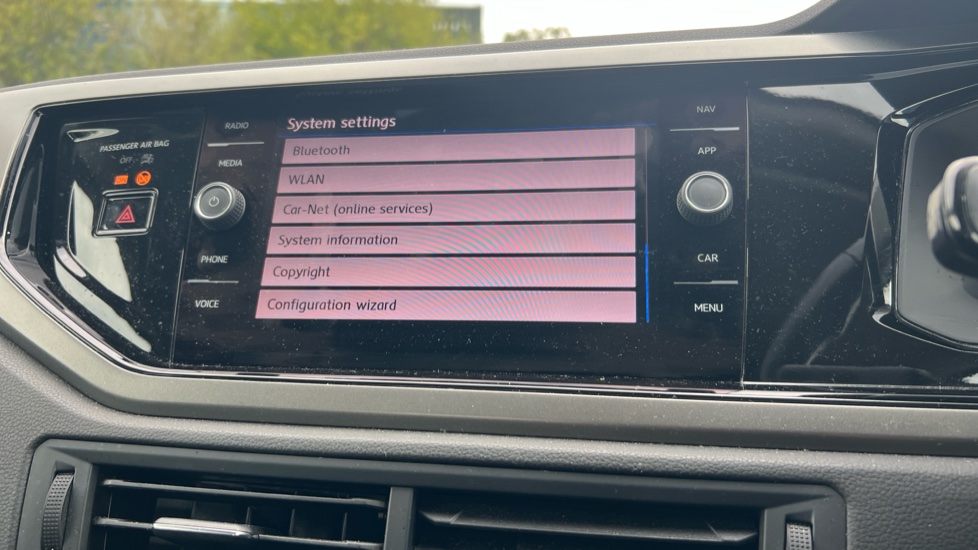 PASSENGER AIR BAG
OFF
RADIO
MEDIA
PHONE
VOICE
System settings
Bluetooth
WLAN
Car-Net (online services)
System information
Copyright
Configuration wizard
NAV
APP
CAR
MENU